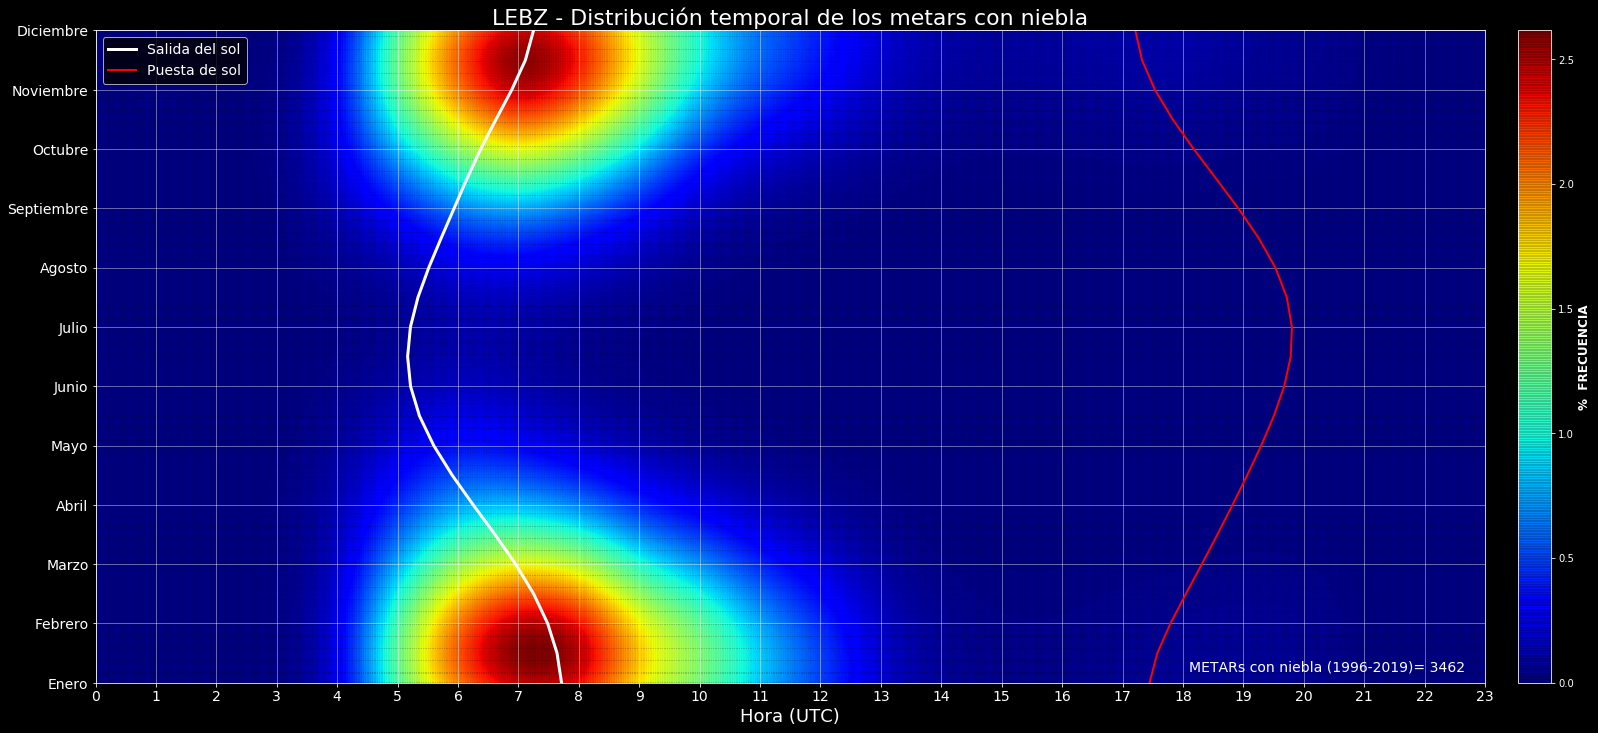 LEBZ - Distribución temporal de los metars con niebla
Salida del sol
Puesta de sol
Diciembre
Noviembre
Octubre
Septiembre
Agosto
Julio
Junio
Mayo
Abril
Marzo
Febrero
Enero
METARs con niebla (1996-2019)= 3462
0 1 2 3 4 5 6 7 8 9 10 11 12 13 14 15 16 17 18 19 20 21 22 23
Hora (UTC)
2.5
2.0
1.5
1.0
0.5
0.0
% FRECUENCIA